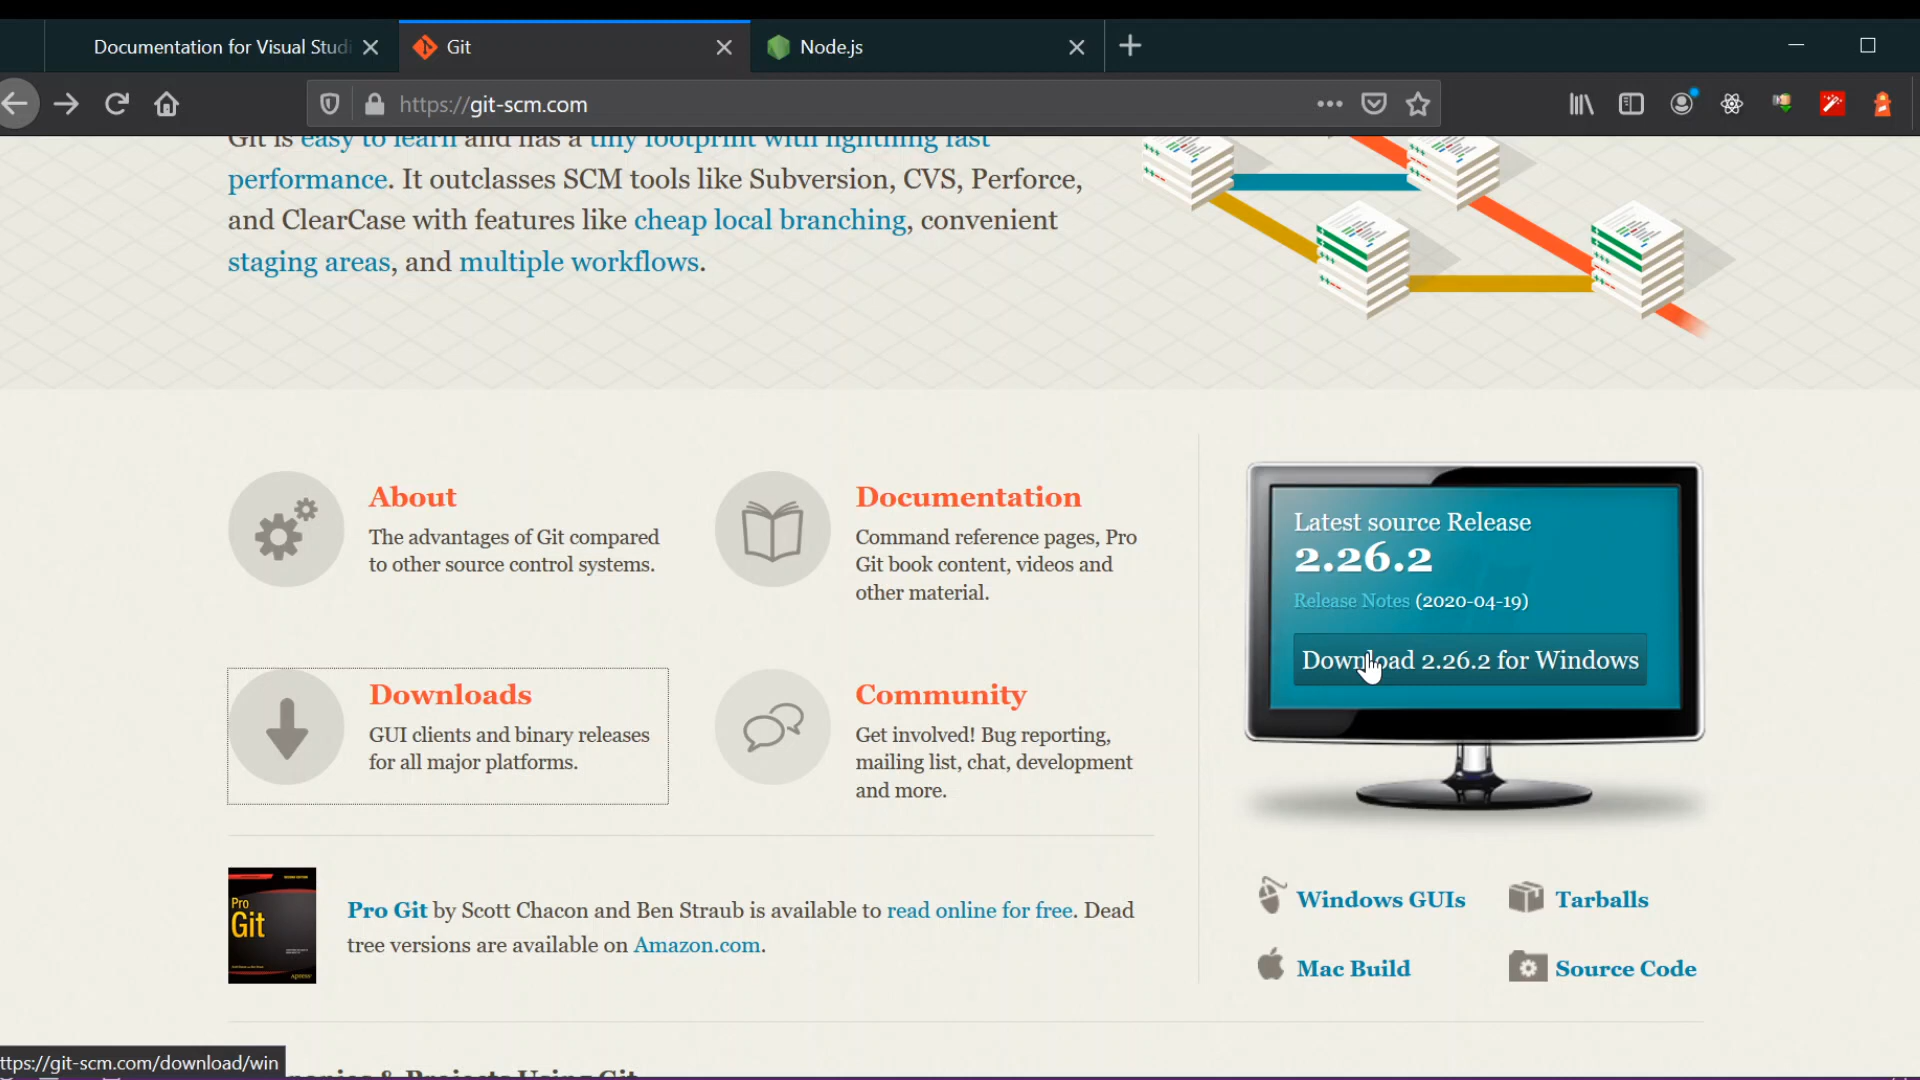 Documentation for Visual Studi
Git
Node.js
https://git-scm.com
Git is easy to learn and has a tiny footprint with lightning fast
performance. It outclasses SCM tools like Subversion, CVS, Perforce,
and ClearCase with features like cheap local branching, convenient
staging areas, and multiple workflows.
About
The advantages of Git compared
to other source control systems.
Documentation
Command reference pages, Pro
Git book content, videos and
other material.
Downloads
GUI clients and binary releases
for all major platforms.
Community
Get involved! Bug reporting,
mailing list, chat, development
and more.
Latest source Release
2.26.2
Release Notes (2020-04-19)
Download 2.26.2 for Windows
Windows GUIs
Tarballs
Mac Build
Source Code
Pro
Git
Pro Git by Scott Chacon and Ben Straub is available to read online for free. Dead
tree versions are available on Amazon.com.
ttps://git-scm.com/download/win
panies & Projects Using Git